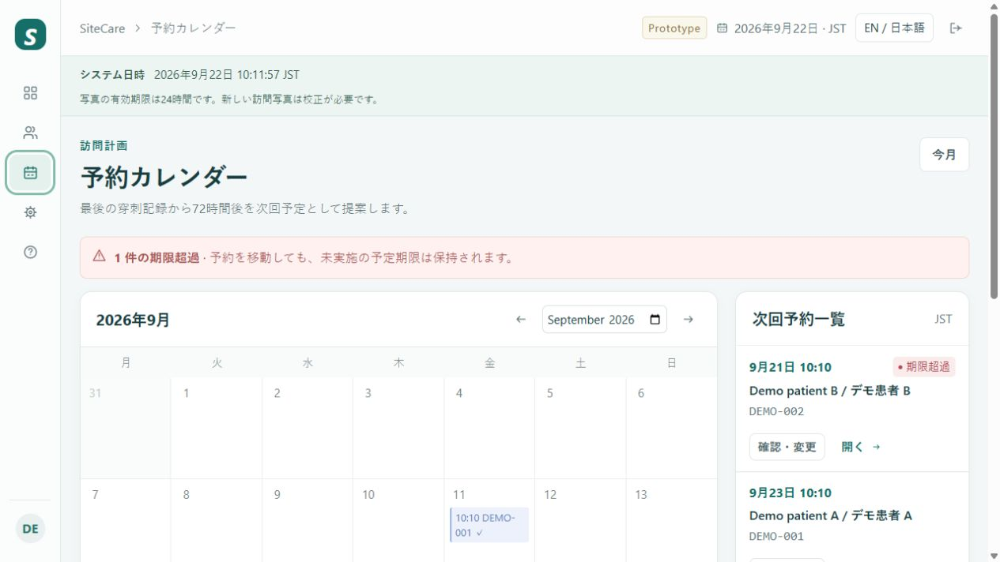 S
SiteCare > 予約カレンダー
Prototype
2026年9月22日 · JST
EN / 日本語
システム日時 2026年9月22日 10:11:57 JST
写真の有効期限は24時間です。新しい訪問写真は校正が必要です。
訪問計画
予約カレンダー
今月
最後の穿刺記録から72時間後を次回予定として提案します。
1 件の期限超過 · 予約を移動しても、未実施の予定期限は保持されます。
2026年9月
← September 2026 →
月 火 水 木 金 土 日
31 1 2 3 4 5 6
7 8 9 10 11 12 13
10:10 DEMO-
001 ✓
次回予約一覧 JST
9月21日 10:10
• 期限超過
Demo patient B / デモ患者 B
DEMO-002
確認・変更
開く →
9月23日 10:10
Demo patient A / デモ患者 A
DEMO-001
DE